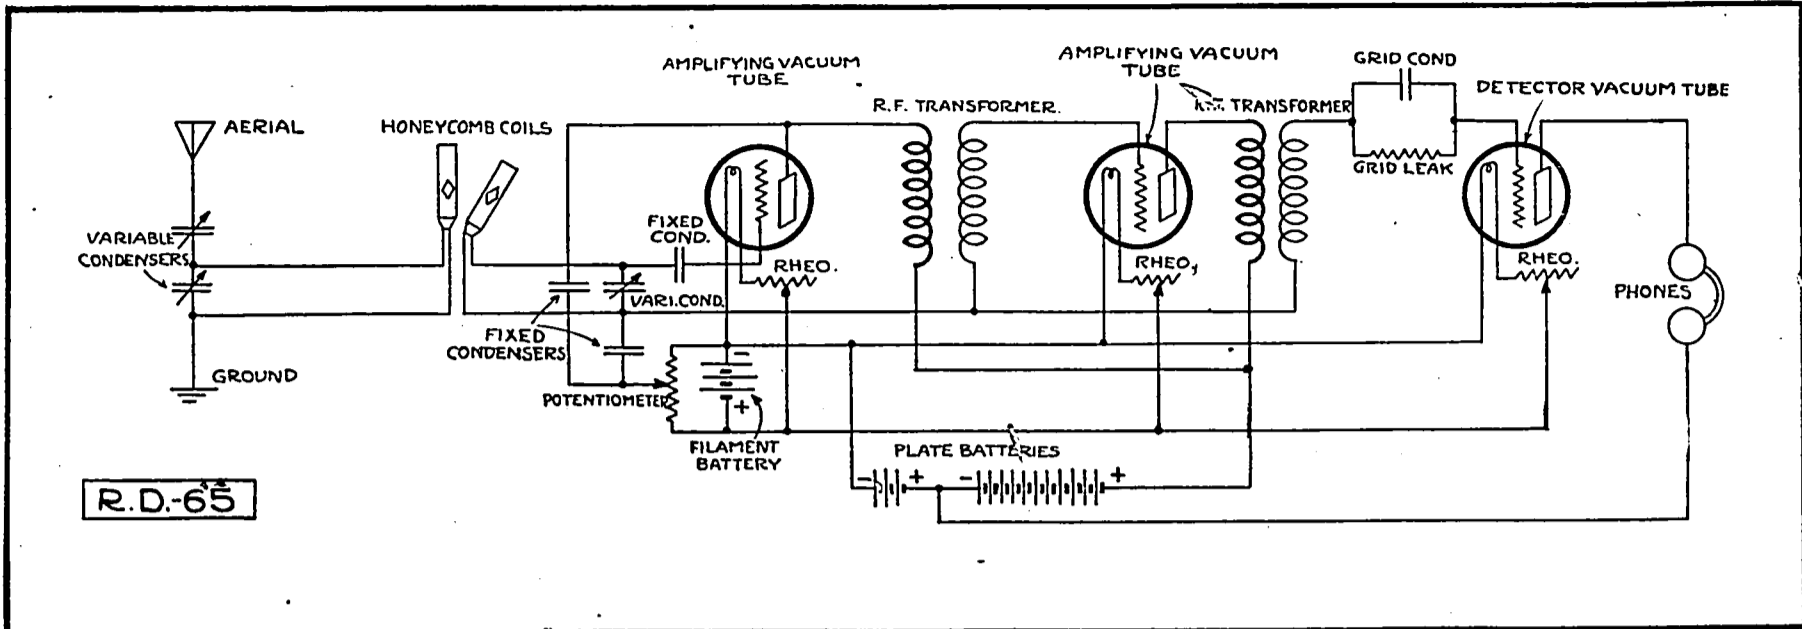 AMPLIFYING VACUUM
TUBE
AMPLIFYING VACUUM
TUBE
GRID COND
DETECTOR VACUUM TUBE
R.F. TRANSFORMER.
TRANSFORMER
AERIAL
HONEYCOMB COILS
GRID LEAK
FIXED
COND.
VARIABLE
CONDENSERS
RHEO.
RHEO,
RHEO.
VARI.COND.
PHONES
FIXED
CONDENSERS
GROUND
POTENTIOMETER
-
+
FILAMENT
BATTERY
PLATE BATTERIES
- + - +
R.D.-65